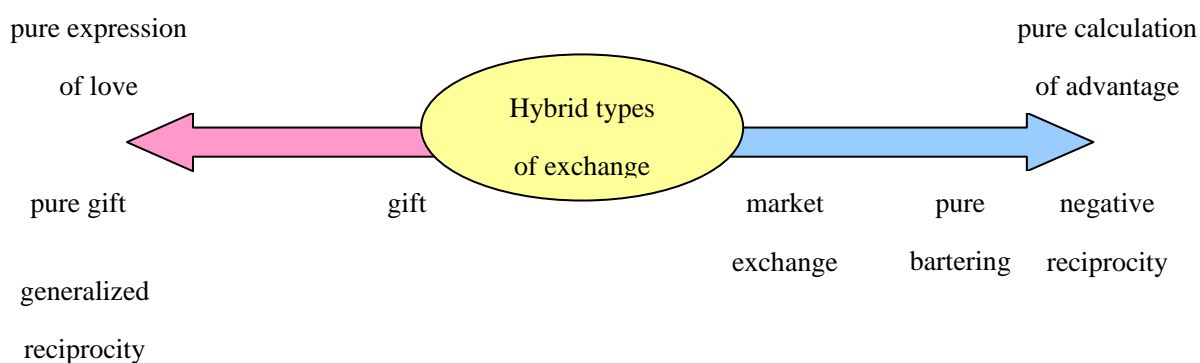 pure expression
of love
pure calculation
of advantage
Hybrid types
of exchange
pure gift
gift
market
exchange
pure
bartering
negative
reciprocity
generalized
reciprocity